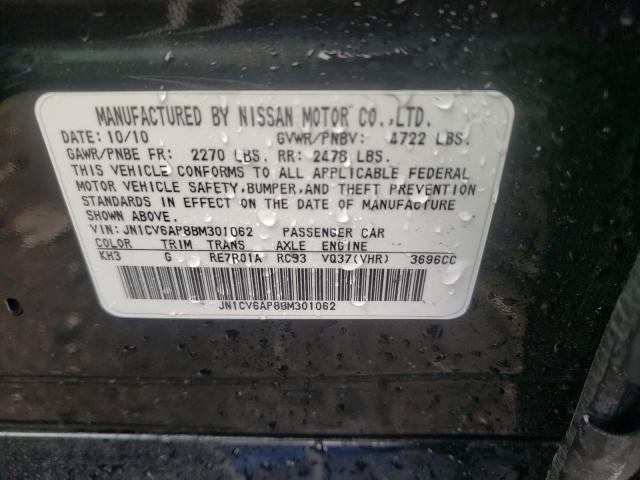 MANUFACTURED BY NISSAN MOTOR CO.,LTD.
DATE: 10/10 GVWR/PNBV: 4722 LBS.
GAWR/PNBE FR: 2270 LBS. RR: 2478 LBS.
THIS VEHICLE CONFORMS TO ALL APPLICABLE FEDERAL
MOTOR VEHICLE SAFETY,BUMPER,AND THEFT PREVENTION
STANDARDS IN EFFECT ON THE DATE OF MANUFACTURE
SHOWN ABOVE.
VIN: JN1CV6AP8BM301062 PASSENGER CAR
COLOR TRIM TRANS AXLE ENGINE
KH3 G RE7R01A RC33 VQ37(VHR) 3696CC
JN1CV6AP8BM301062